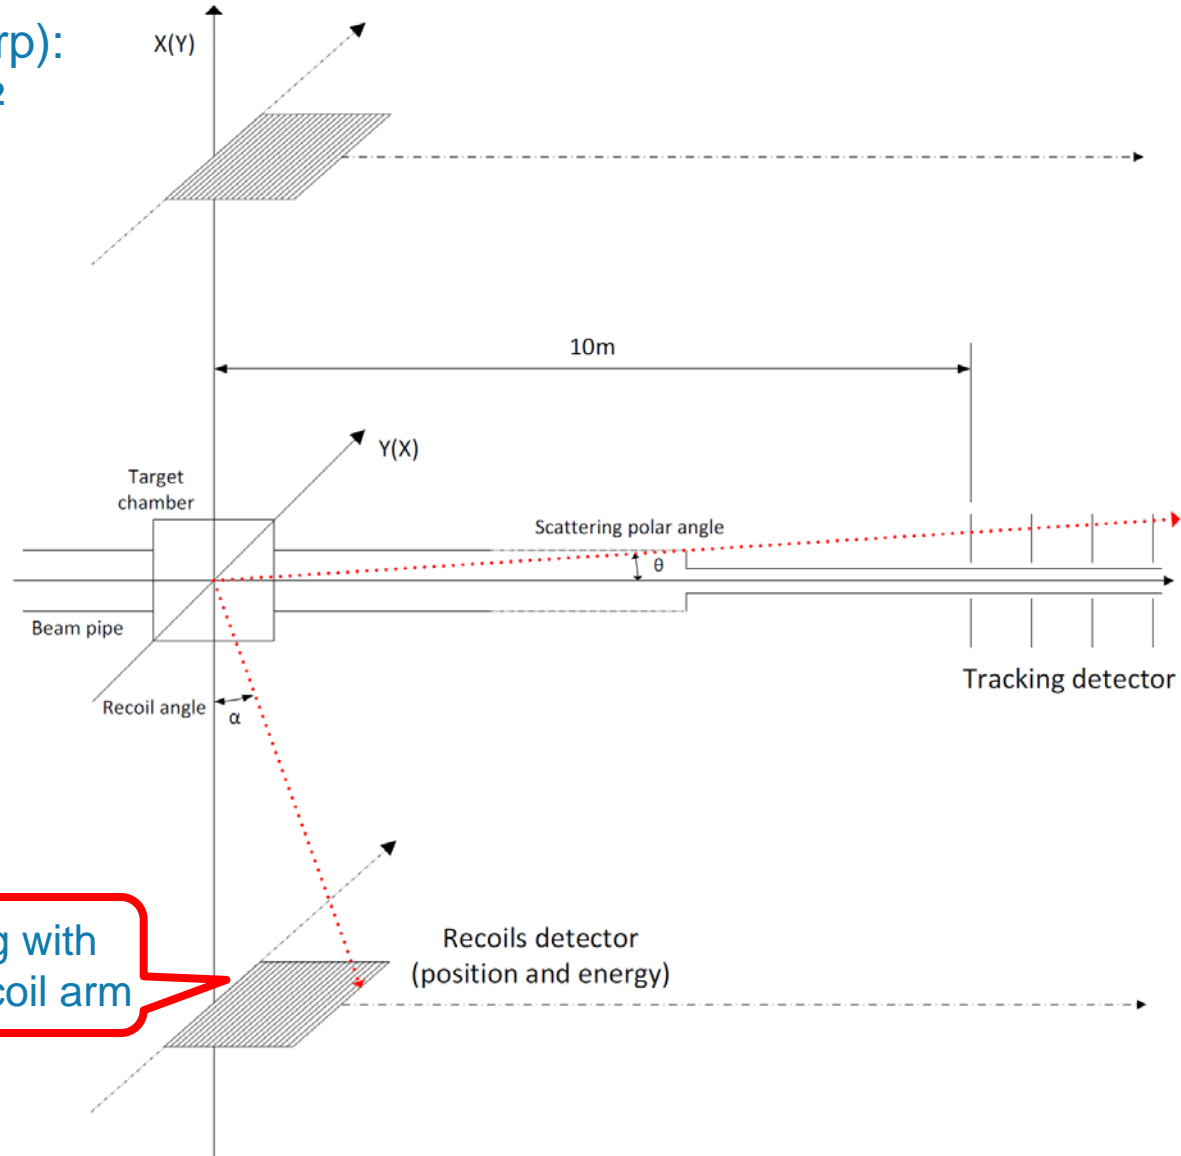 rp):
2
X(Y)
10m
Y(X)
Target
chamber
Scattering polar angle
θ
Beam pipe
Tracking detector
Recoil angle
α
g with
coil arm
Recoils detector
(position and energy)